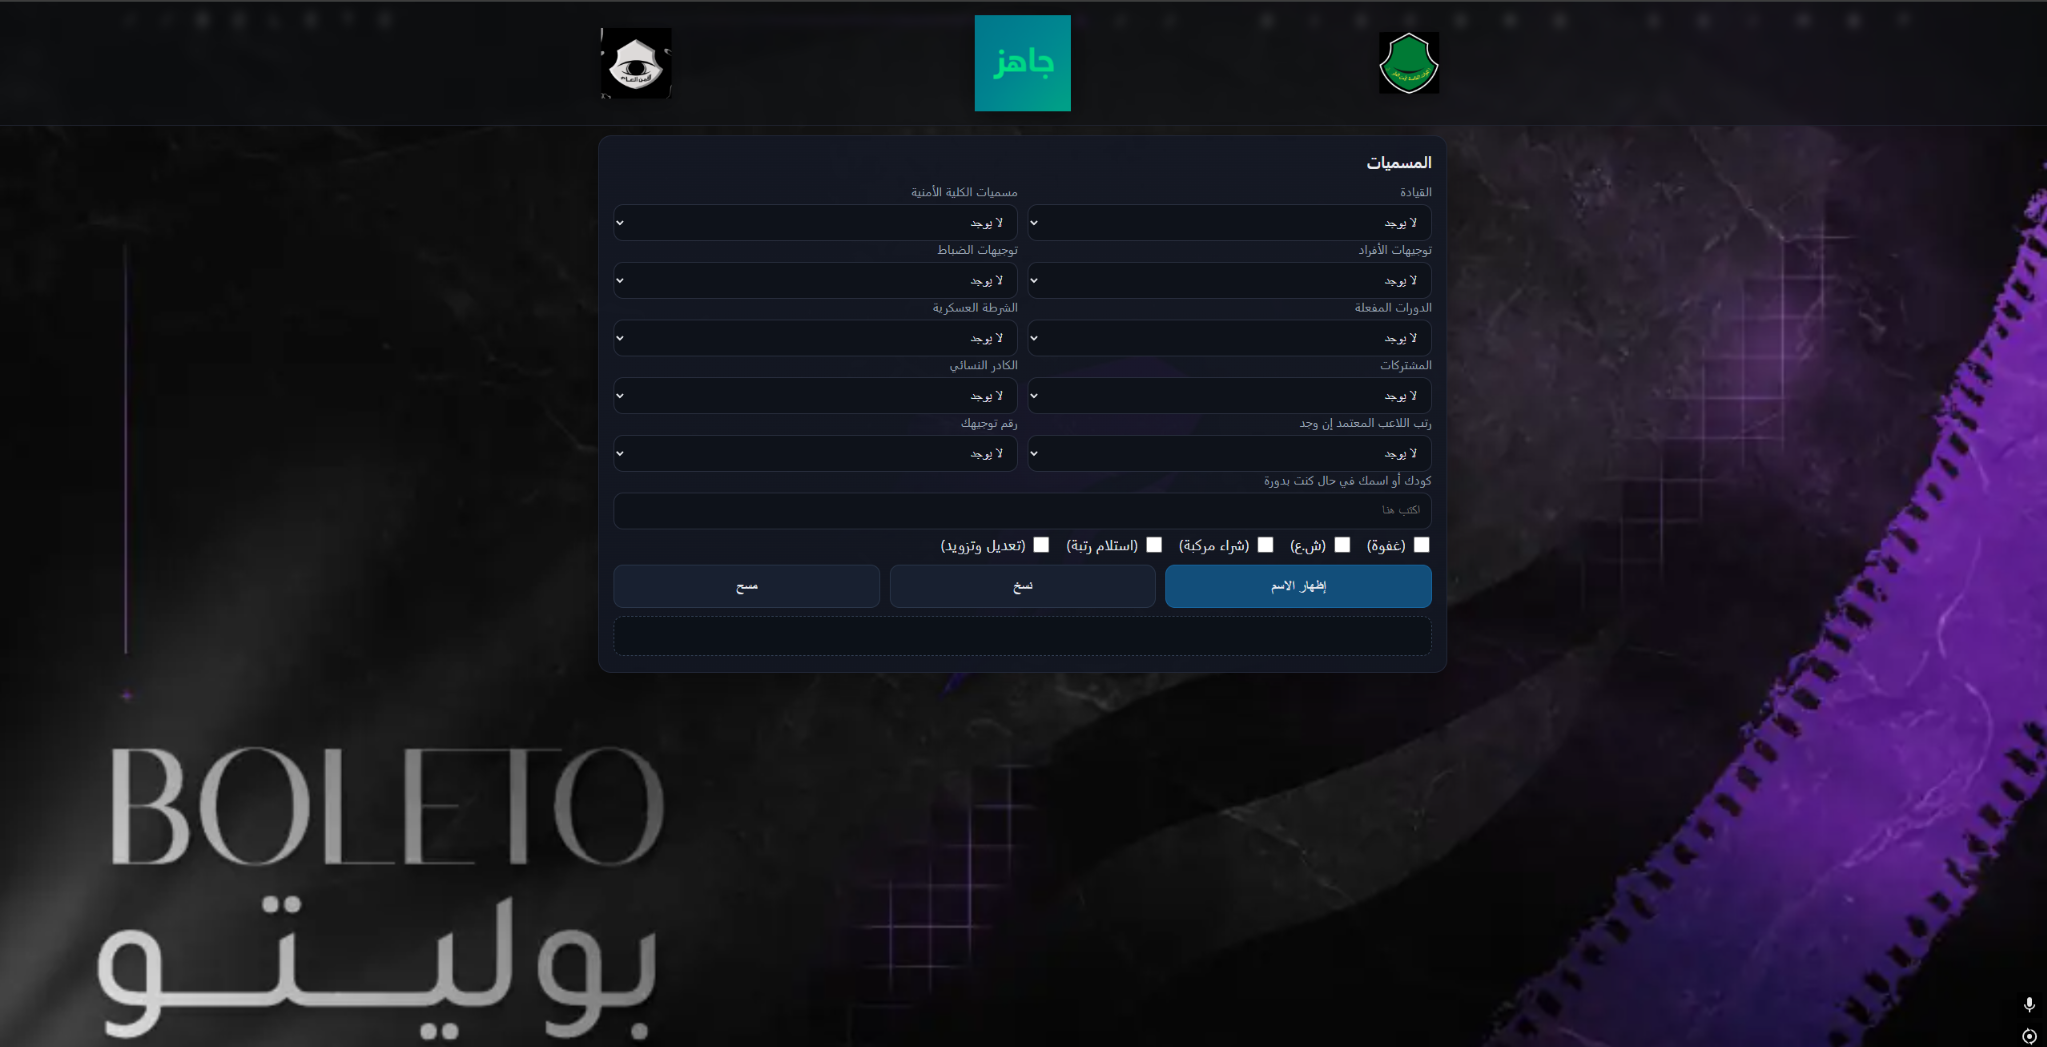 جاهز
الأمن العام
المسميات
القيادة
مسميات الكلية الأمنية
لا يوجد
لا يوجد
توجيهات الأفراد
توجيهات الضباط
لا يوجد
لا يوجد
الدورات المفعلة
الشرطة العسكرية
لا يوجد
لا يوجد
المشتركات
الكادر النسائي
لا يوجد
لا يوجد
رتب اللاعب المعتمد إن وجد
رقم توجيهك
لا يوجد
لا يوجد
كودك أو اسمك في حال كنت بدورة
اكتب هنا
(غفوة) (ش.ع) (شراء مركبة) (استلام رتبة) (تعديل وتزويد)
إظهار الاسم
نسخ
مسح
BOLETO
بوليتو